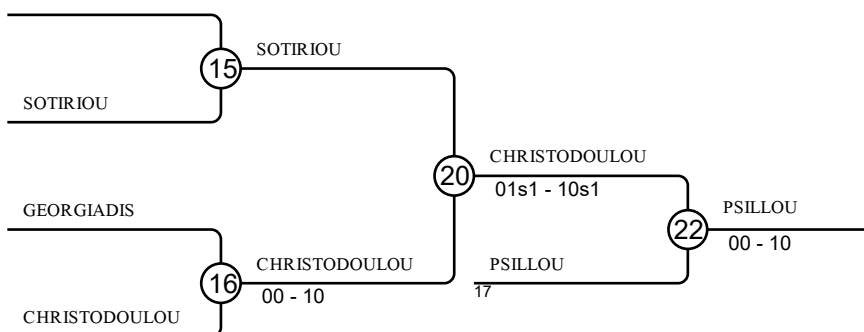 SOTIRIOU
15
SOTIRIOU
CHRISTODOULOU
20
01s1 - 10s1
GEORGIADIS
PSILLOU
22
00 - 10
CHRISTODOULOU
PSILLOU
16
00 - 10
17
CHRISTODOULOU